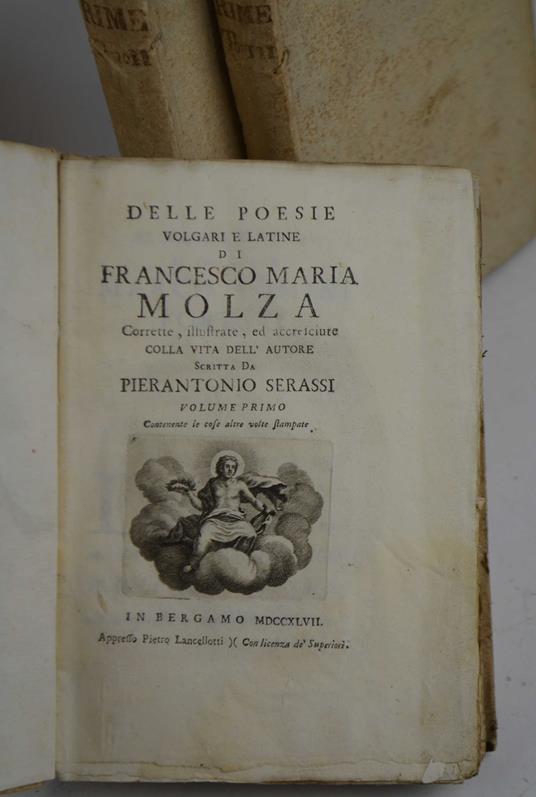 RIME
RIME
DELLE POESIE
VOLGARI E LATINE
DI
FRANCESCO MARIA
MOLZA
Corrette, illuſtrate, ed accreſciute
COLLA VITA DELL' AUTORE
SCRITTA DA
PIERANTONIO SERASSI
VOLUME PRIMO
Contenente le coſe altre volte ſtampate.
IN BERGAMO MDCCXLVII.
Appreſſo Pietro Lancellotti )( Con licenza de' Superiori.